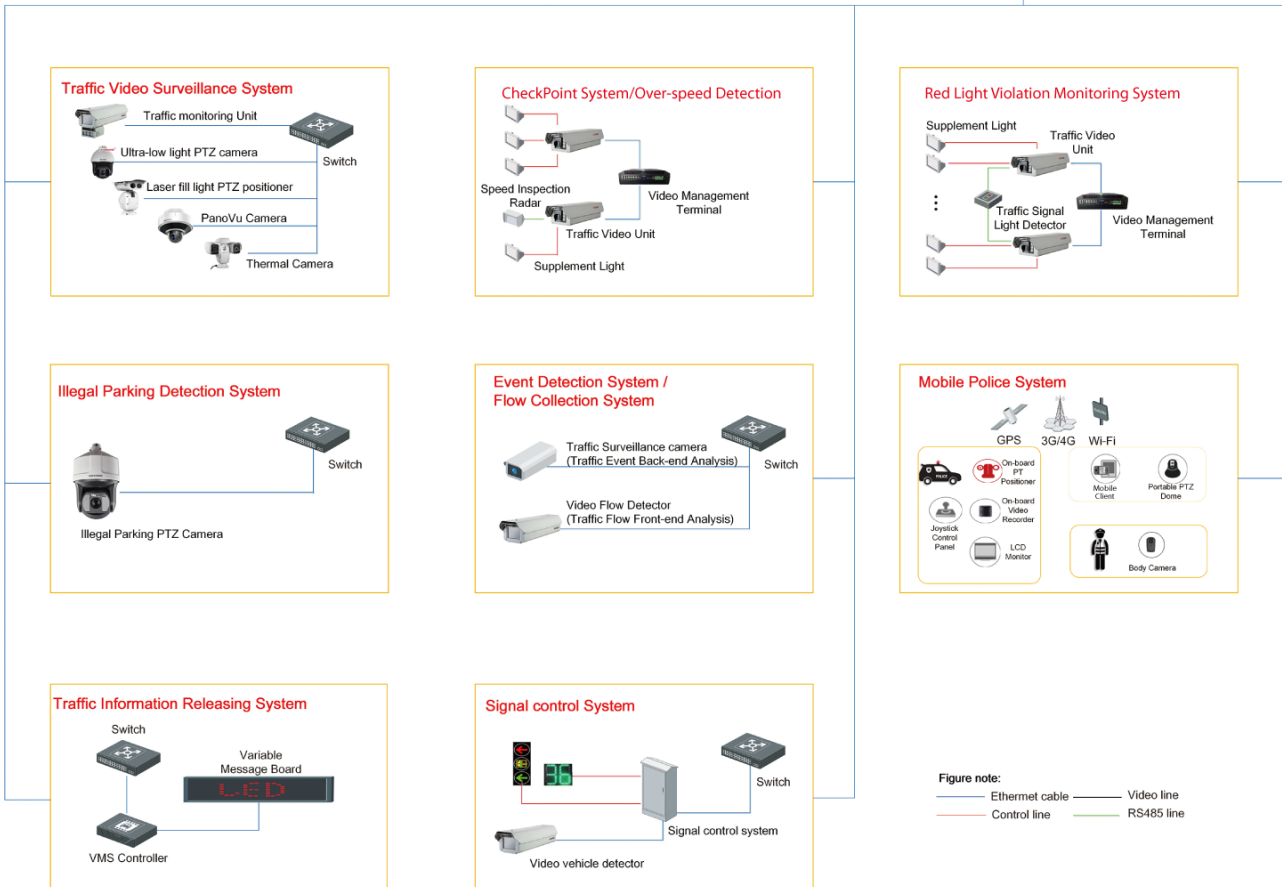 Traffic Video Surveillance System
Traffic monitoring Unit
Switch
Ultra-low light PTZ camera
Laser fill light PTZ positioner
PanoVu Camera
Thermal Camera
CheckPoint System/Over-speed Detection
Speed Inspection
Radar
Video Management
Terminal
Traffic Video Unit
Supplement Light
Red Light Violation Monitoring System
Supplement Light
Traffic Video
Unit
Traffic Signal
Light Detector
Video Management
Terminal
Illegal Parking Detection System
Switch
Illegal Parking PTZ Camera
Event Detection System /
Flow Collection System
Traffic Surveillance camera
(Traffic Event Back-end Analysis)
Switch
Video Flow Detector
(Traffic Flow Front-end Analysis)
Mobile Police System
GPS
3G/4G
Wi-Fi
POLICE
On-board
PT
Positioner
Joystick
Control
Panel
On-board
Video
Recorder
LCD
Monitor
Mobile
Client
Portable PTZ
Dome
Body Camera
Traffic Information Releasing System
Switch
Variable
Message Board
LED
VMS Controller
Signal control System
36
Switch
Signal control system
Video vehicle detector
Figure note:
Ethermet cable
Video line
Control line
RS485 line